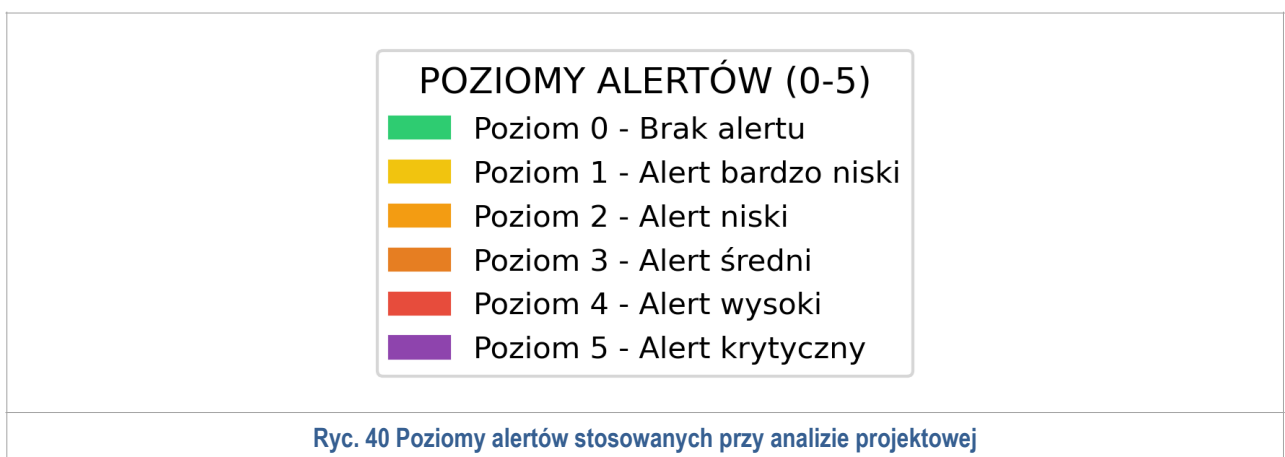 POZIOMY ALERTÓW (0-5)
Poziom 0 - Brak alertu
Poziom 1 - Alert bardzo niski
Poziom 2 - Alert niski
Poziom 3 - Alert średni
Poziom 4 - Alert wysoki
Poziom 5 - Alert krytyczny
Ryc. 40 Poziomy alertów stosowanych przy analizie projektowej